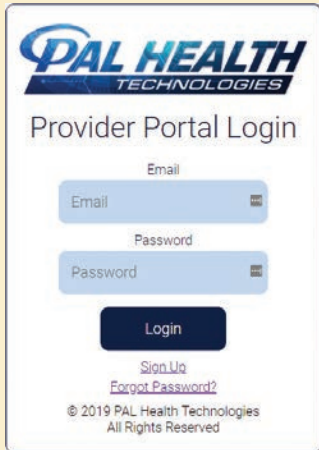 PAL HEALTH
TECHNOLOGIES
Provider Portal Login
Email
Email
Password
Password
Login
Sign Up
Forgot Password?
© 2019 PAL Health Technologies
All Rights Reserved